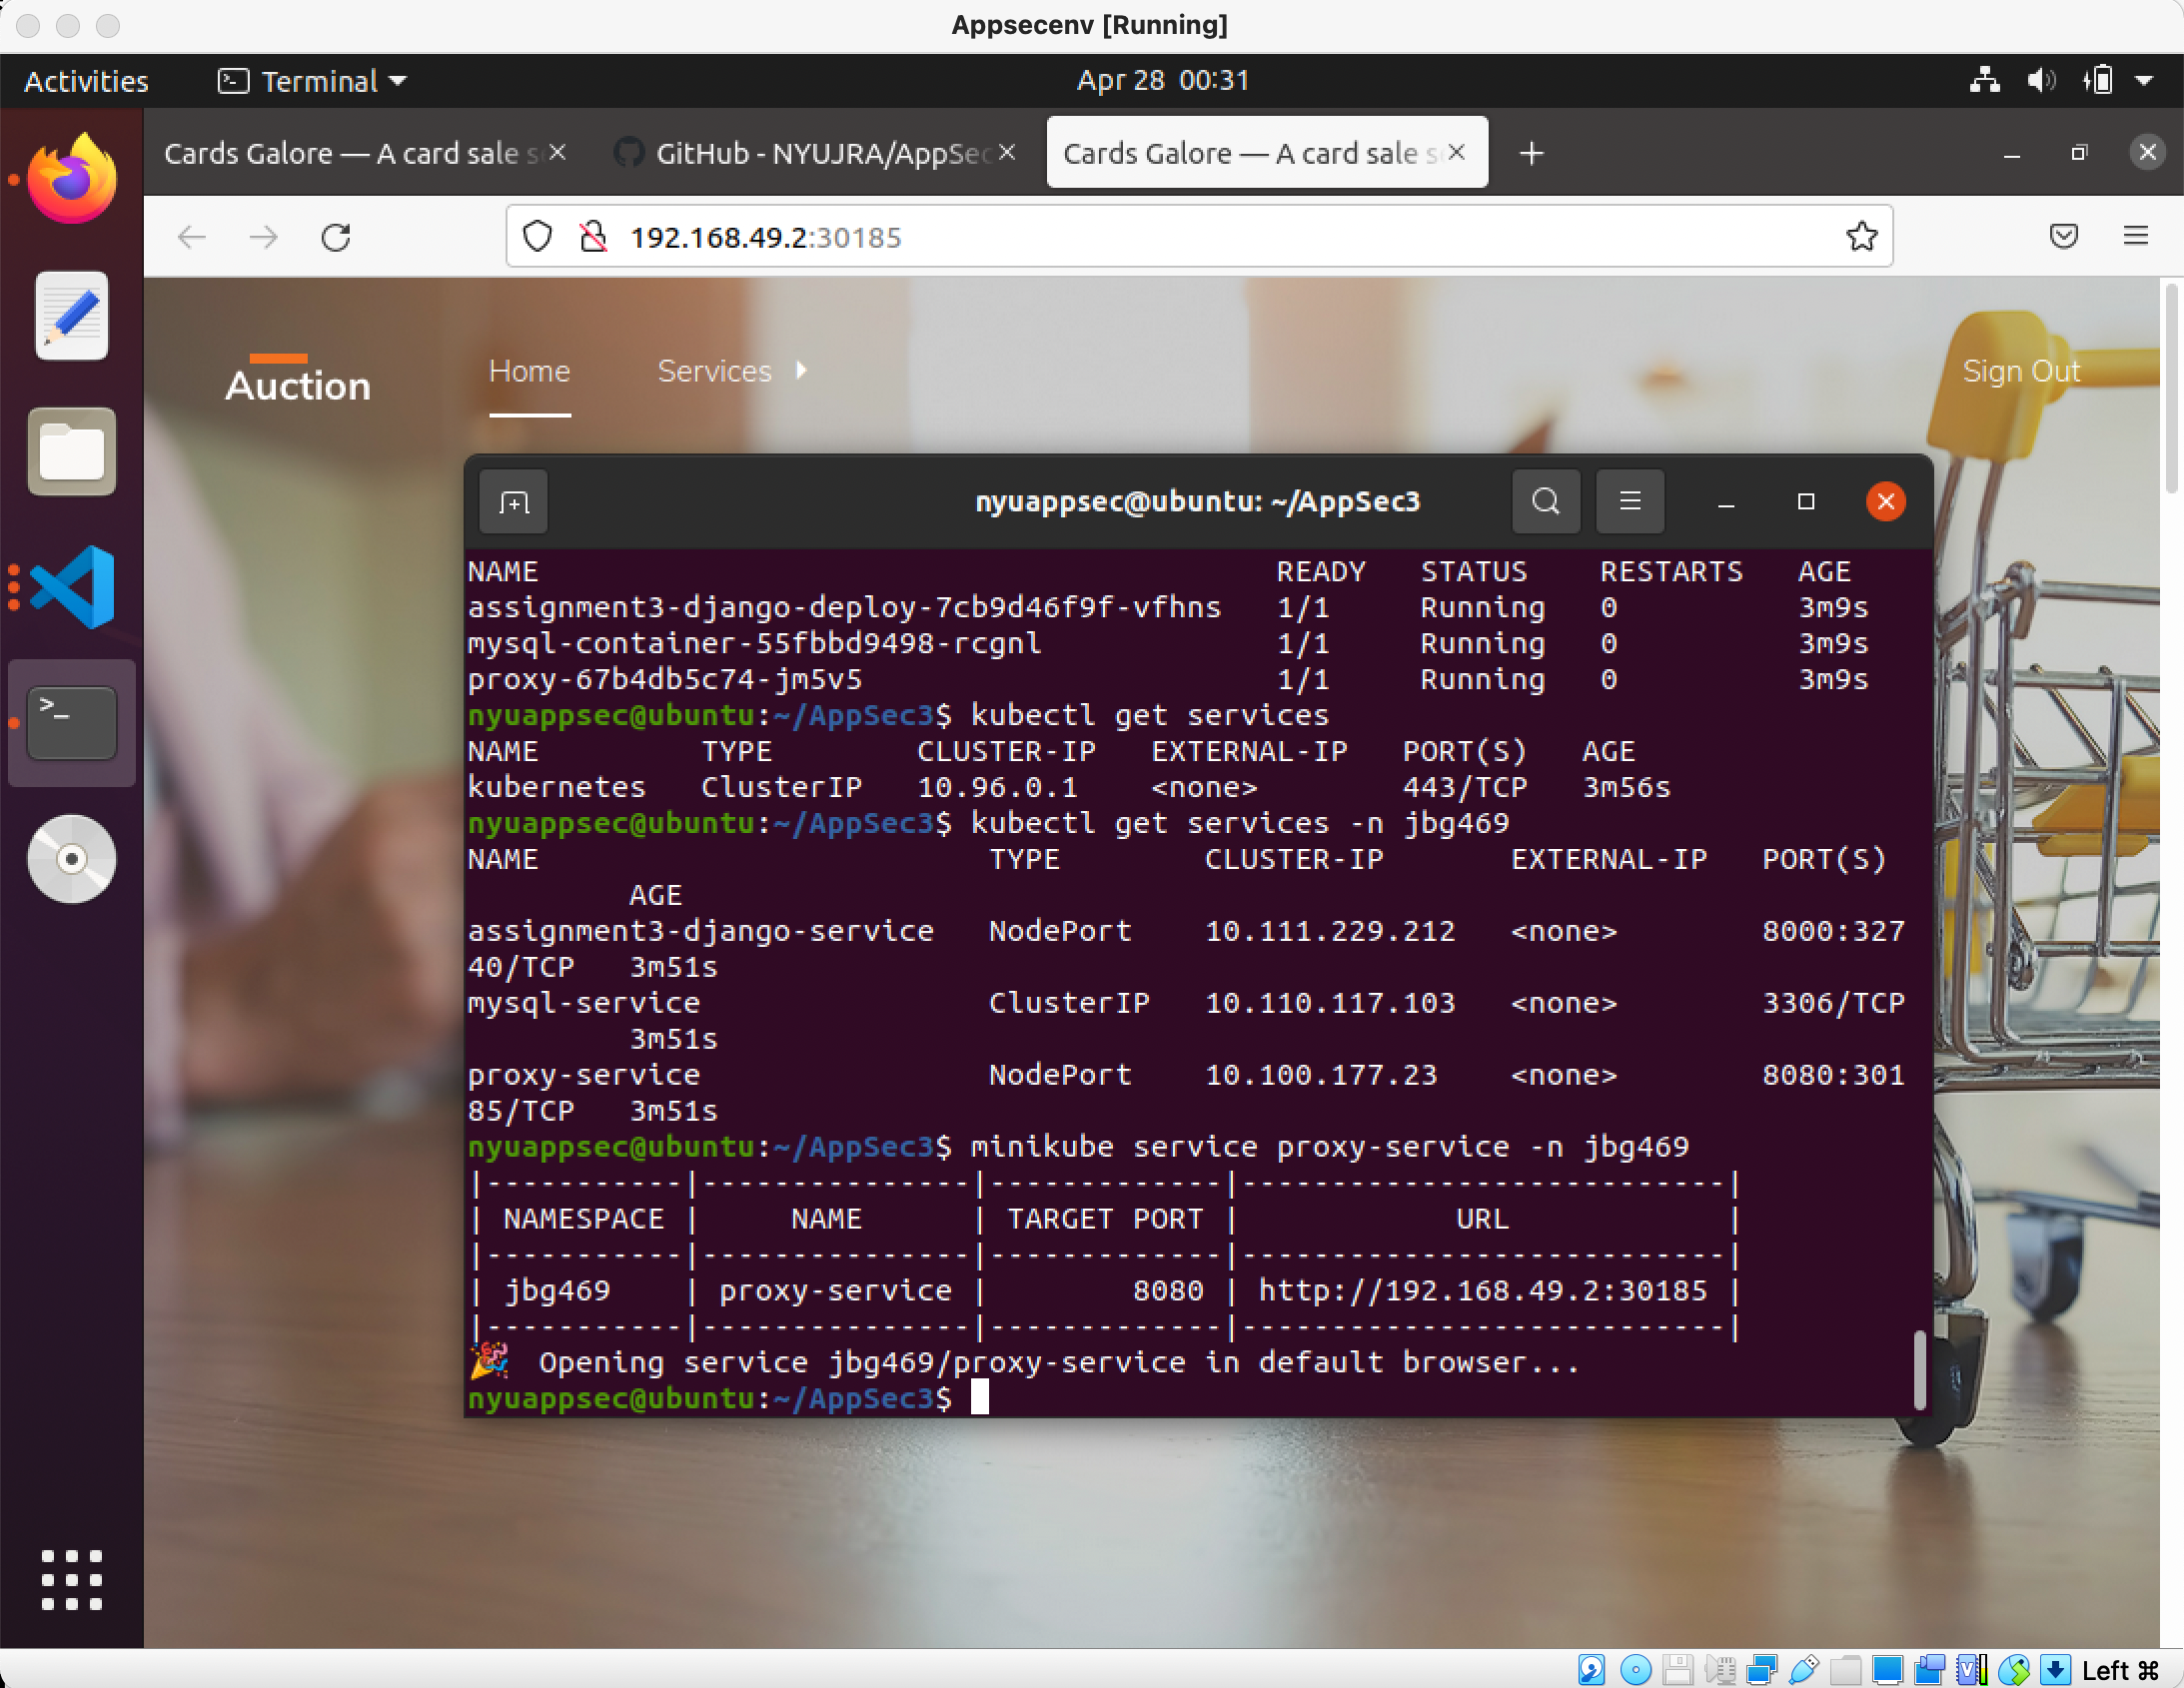 Appsecenv [Running]
Activities Terminal Apr 28 00:31
Cards Galore — A card sale s GitHub - NYUJRA/AppSec Cards Galore — A card sale s
192.168.49.2:30185
Auction Home Services Sign Out
nyuappsec@ubuntu: ~/AppSec3
NAME READY STATUS RESTARTS AGE
assignment3-django-deploy-7cb9d46f9f-vfhns 1/1 Running 0 3m9s
mysql-container-55fbbd9498-rcgnl 1/1 Running 0 3m9s
proxy-67b4db5c74-jm5v5 1/1 Running 0 3m9s
nyuappsec@ubuntu:~/AppSec3$ kubectl get services
NAME TYPE CLUSTER-IP EXTERNAL-IP PORT(S) AGE
kubernetes ClusterIP 10.96.0.1 <none> 443/TCP 3m56s
nyuappsec@ubuntu:~/AppSec3$ kubectl get services -n jbg469
NAME TYPE CLUSTER-IP EXTERNAL-IP PORT(S)
AGE
assignment3-django-service NodePort 10.111.229.212 <none> 8000:327
40/TCP 3m51s
mysql-service ClusterIP 10.110.117.103 <none> 3306/TCP
3m51s
proxy-service NodePort 10.100.177.23 <none> 8080:301
85/TCP 3m51s
nyuappsec@ubuntu:~/AppSec3$ minikube service proxy-service -n jbg469
|-----------|---------------|-------------|---------------------------|
| NAMESPACE | NAME | TARGET PORT | URL |
|-----------|---------------|-------------|---------------------------|
| jbg469 | proxy-service | 8080 | http://192.168.49.2:30185 |
|-----------|---------------|-------------|---------------------------|
🎉 Opening service jbg469/proxy-service in default browser...
nyuappsec@ubuntu:~/AppSec3$
Left ⌘